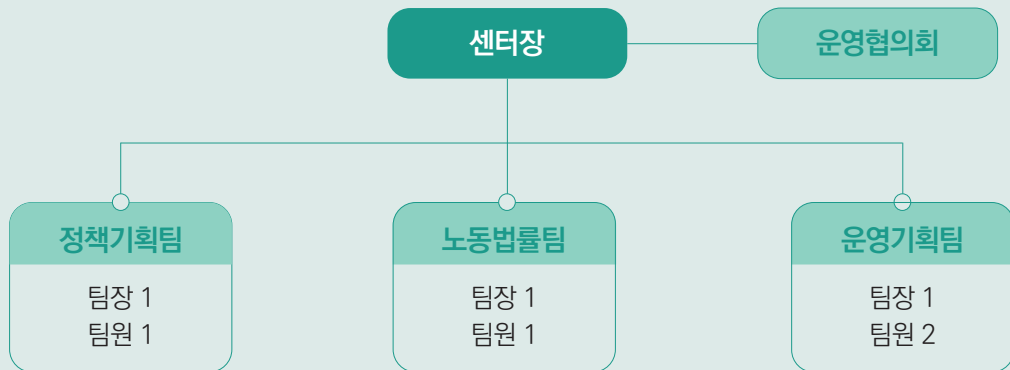 센터장
운영협의회
정책기획팀
팀장 1
팀원 1
노동법률팀
팀장 1
팀원 1
운영기획팀
팀장 1
팀원 2